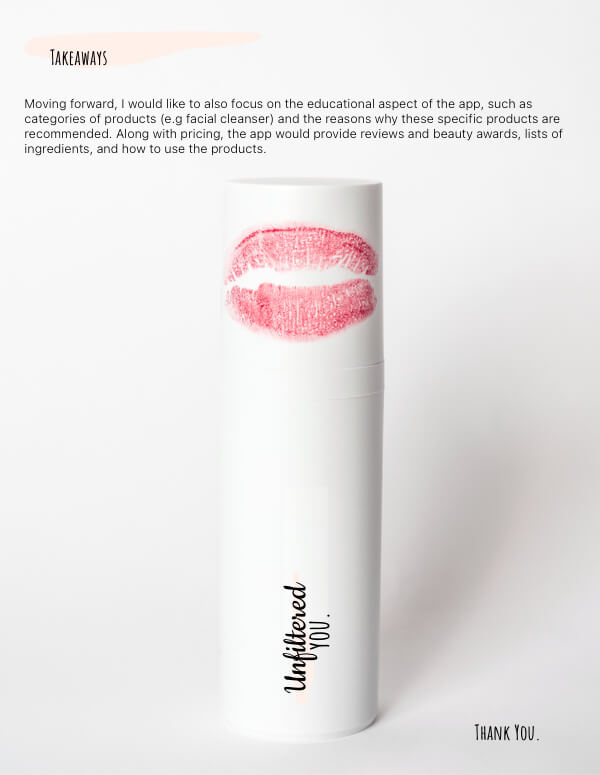 Takeaways
Moving forward, I would like to also focus on the educational aspect of the app, such as
categories of products (e.g facial cleanser) and the reasons why these specific products are
recommended. Along with pricing, the app would provide reviews and beauty awards, lists of
ingredients, and how to use the products.
Unfiltered
YOU.
Thank You.